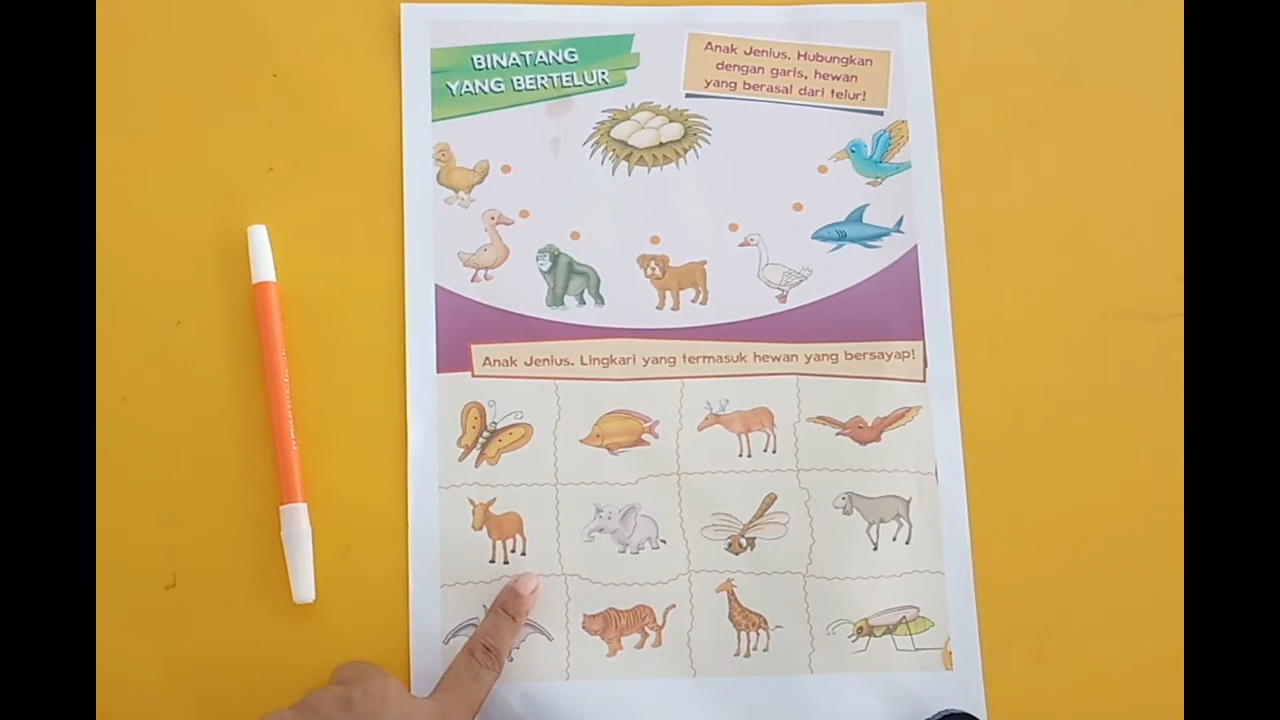 BINATANG
YANG BERTELUR
Anak Jenius. Hubungkan
dengan garis, hewan
yang berasal dari telur!
Anak Jenius. Lingkari yang termasuk hewan yang bersayap!